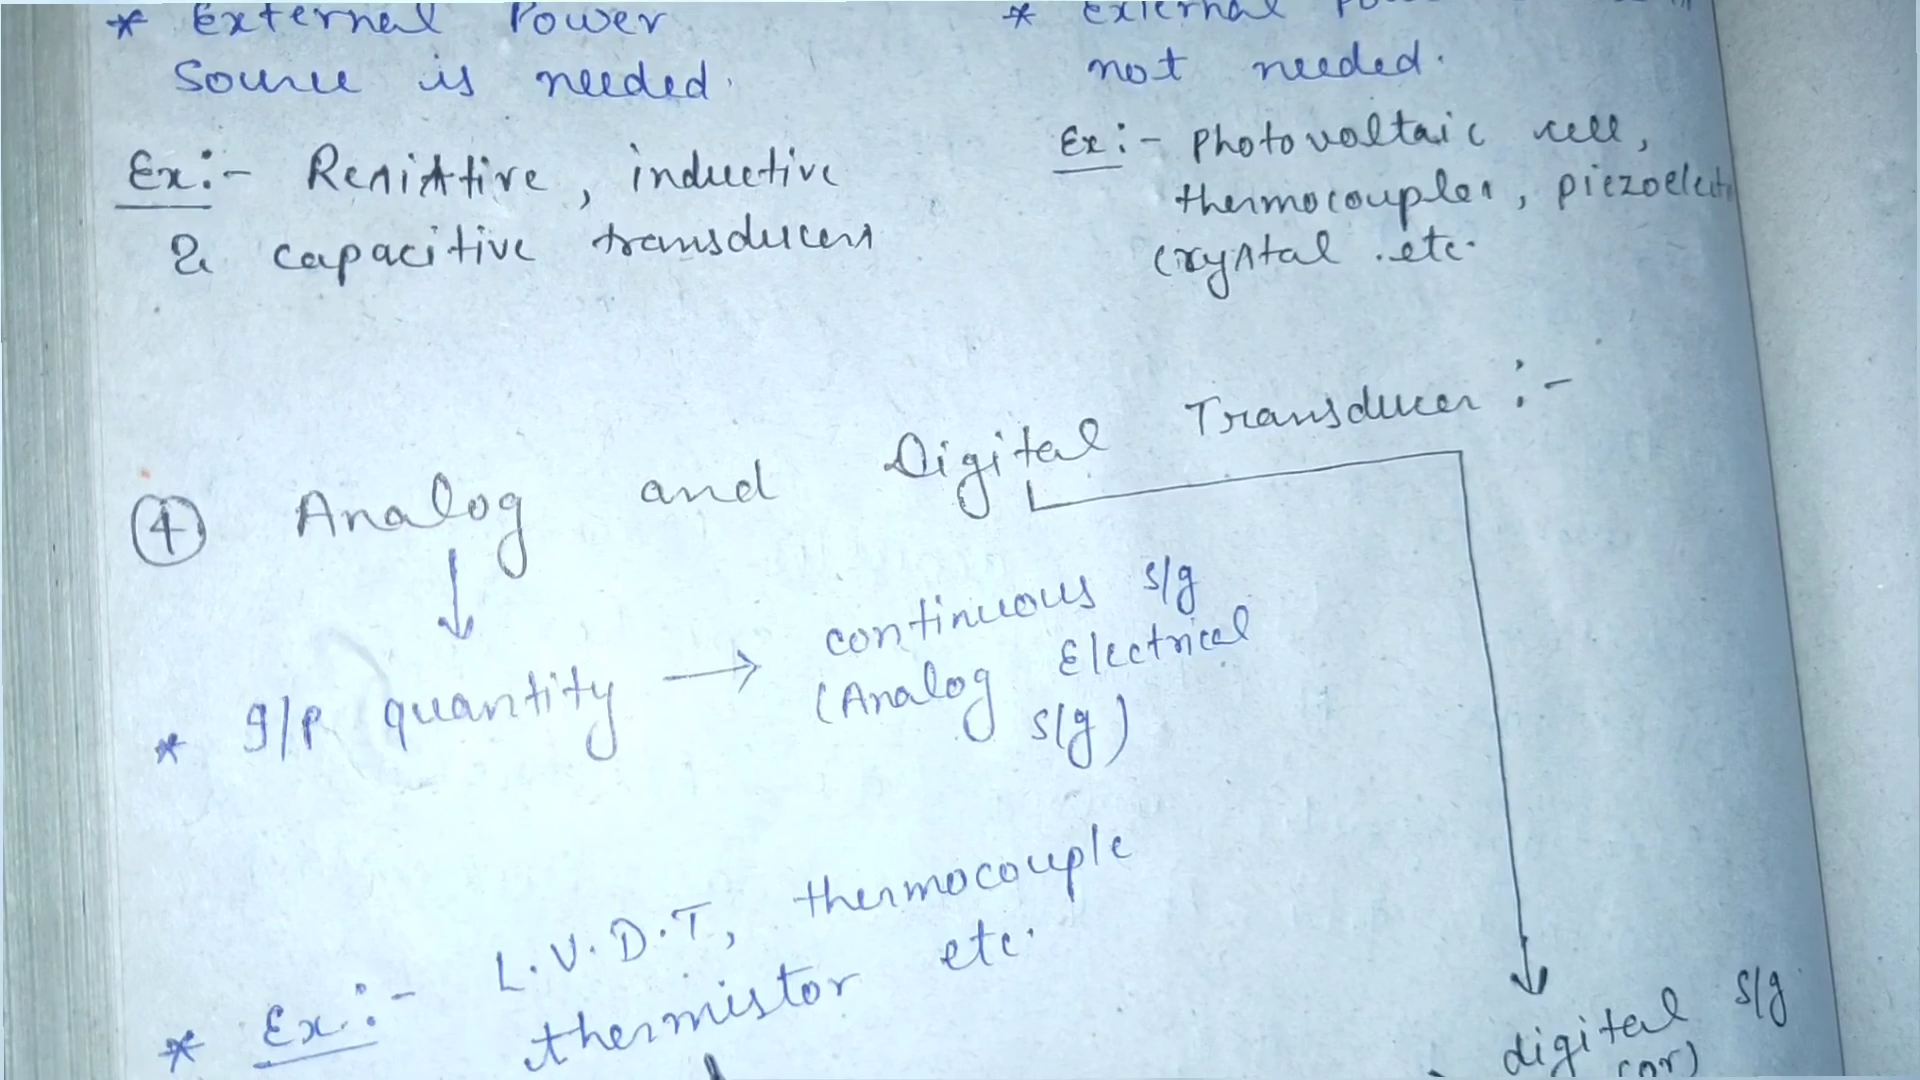 * External Power
Source is needed.
Ex:- Resistive, inductive
& capacitive transducers
* External
not needed.
Ex:- Photovoltaic cell,
thermocouples, piezoelect
crystal .etc.
④ Analog and Digital Transducer :-
* I/P quantity → continuous s/g
(Analog Electrical
s/g)
* Ex:- L.V.D.T, thermocouple
thermistor etc.
digital s/g
(or)